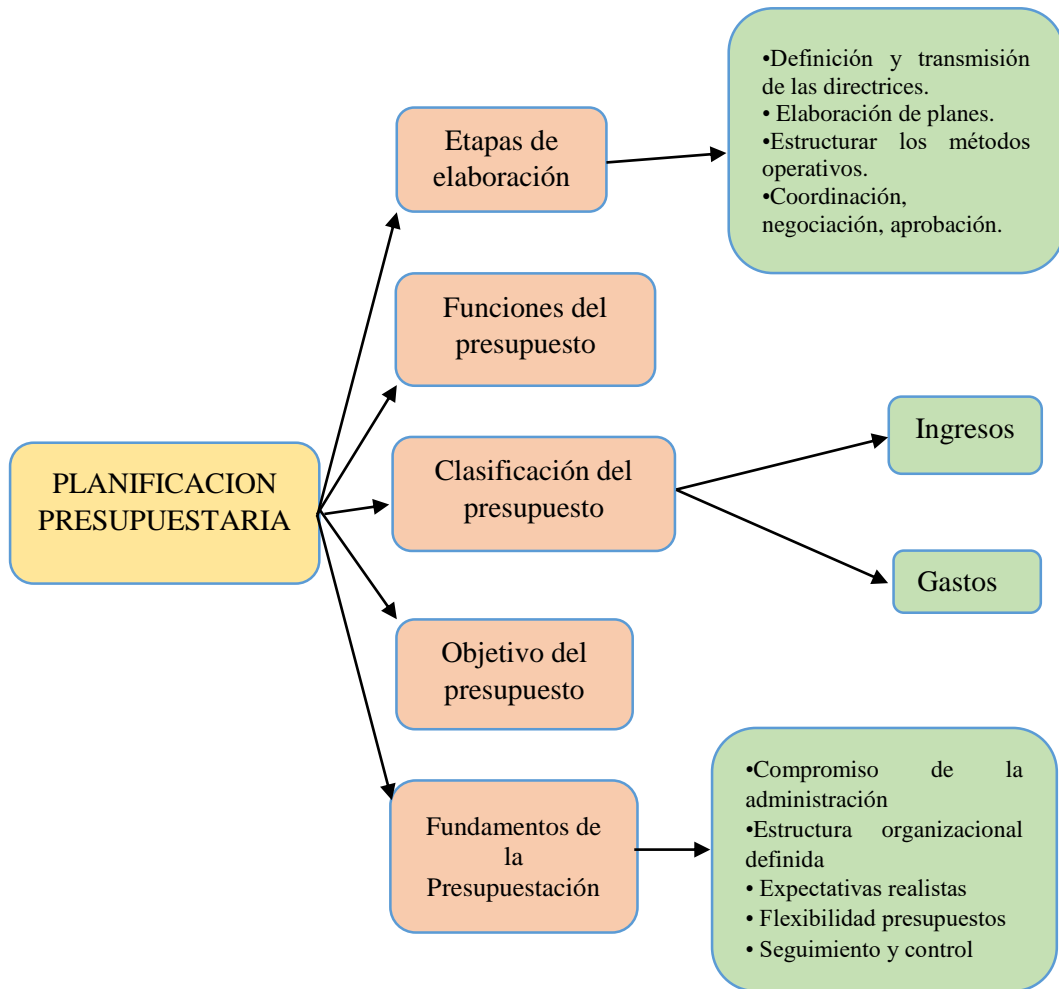 •Definición y transmisión
de las directrices.
• Elaboración de planes.
•Estructurar los métodos
operativos.
•Coordinación,
negociación, aprobación.
Etapas de
elaboración
Funciones del
presupuesto
Ingresos
Clasificación del
presupuesto
PLANIFICACION
PRESUPUESTARIA
Gastos
Objetivo del
presupuesto
•Compromiso de la
administración
•Estructura organizacional
definida
• Expectativas realistas
• Flexibilidad presupuestos
• Seguimiento y control
Fundamentos de
la
Presupuestación